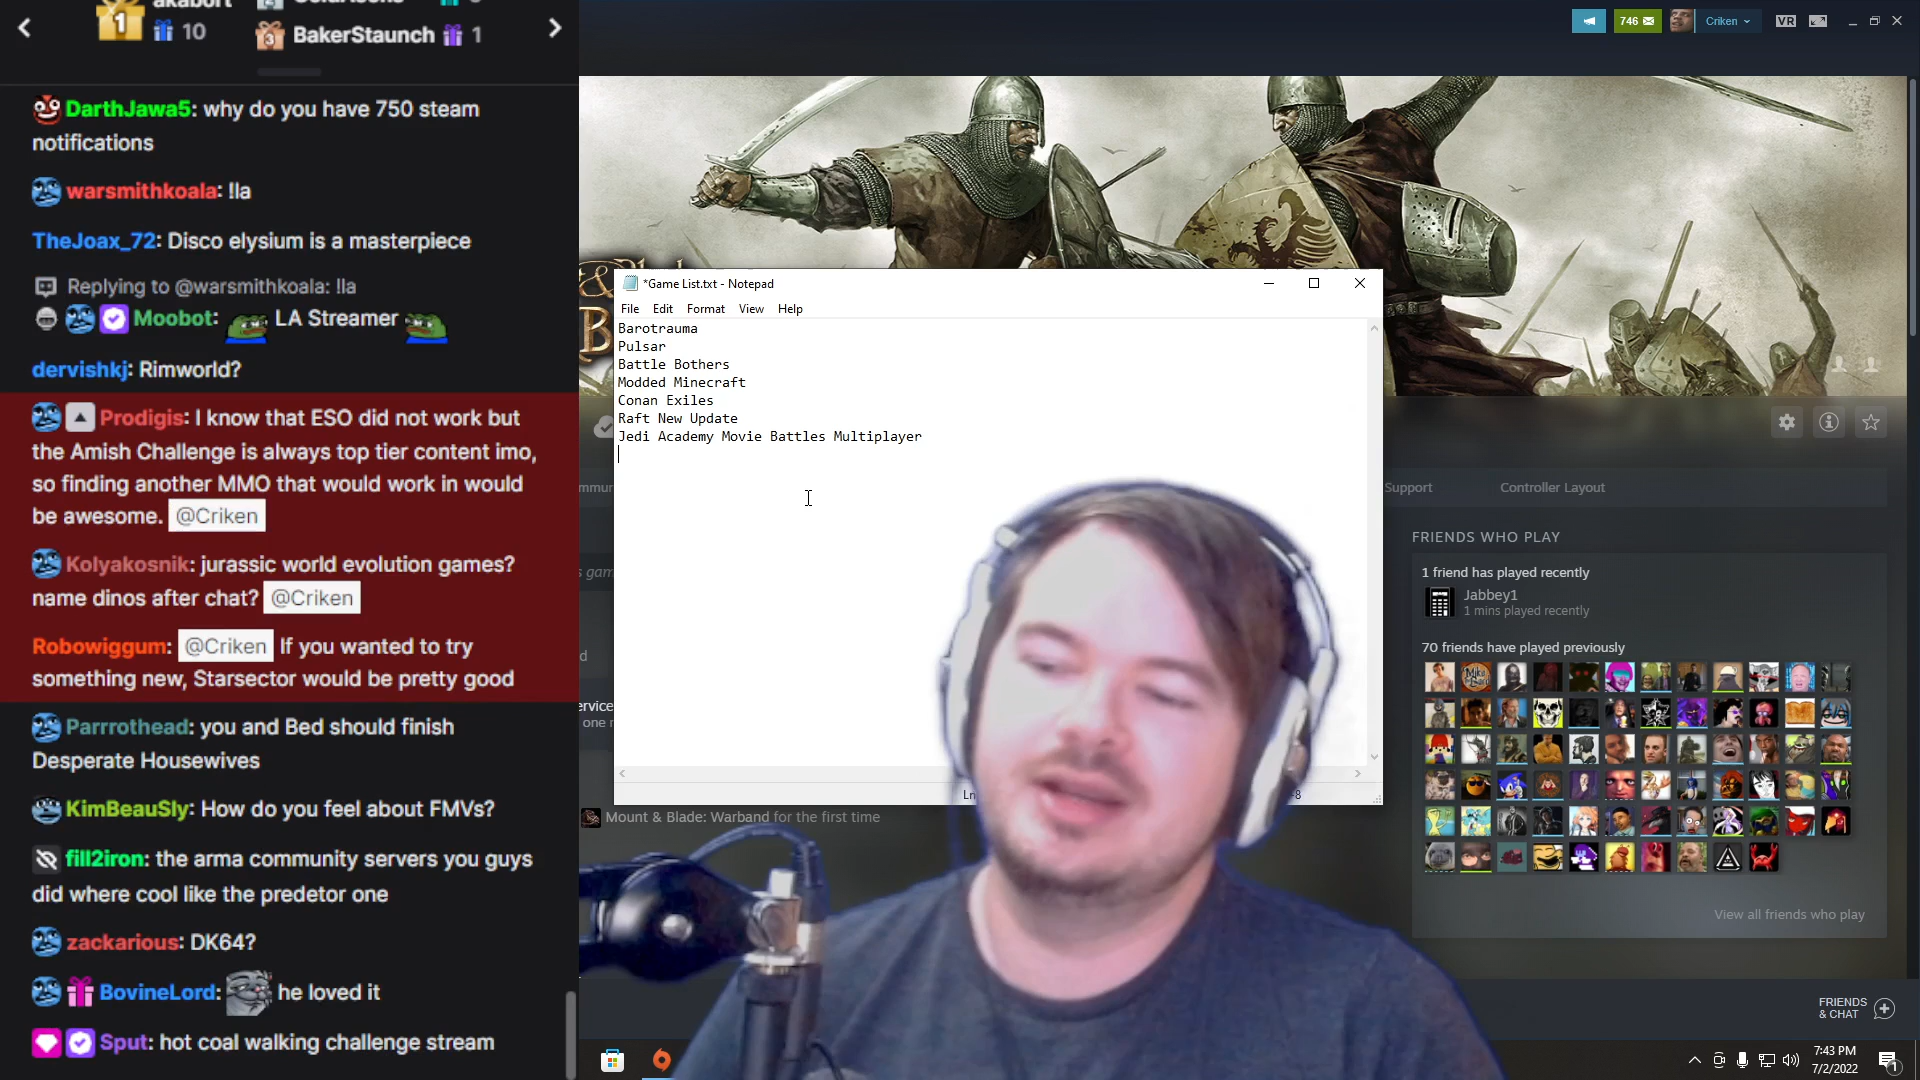 akabort
1
10
3
BakerStaunch 1
DarthJawa5: why do you have 750 steam
notifications
warsmithkoala: !la
TheJoax_72: Disco elysium is a masterpiece
Replying to @warsmithkoala: !la
Moobot: LA Streamer
dervishkj: Rimworld?
Prodigis: I know that ESO did not work but
the Amish Challenge is always top tier content imo,
so finding another MMO that would work in would
be awesome. @Criken
Kolyakosnik: jurassic world evolution games?
name dinos after chat? @Criken
Robowiggum: @Criken If you wanted to try
something new, Starsector would be pretty good
Parrrothead: you and Bed should finish
Desperate Housewives
KimBeauSly: How do you feel about FMVs?
fill2iron: the arma community servers you guys
did where cool like the predetor one
zackarious: DK64?
BovineLord: he loved it
Sput: hot coal walking challenge stream
746
Criken
VR
*Game List.txt - Notepad
File Edit Format View Help
Barotrauma
Pulsar
Battle Bothers
Modded Minecraft
Conan Exiles
Raft New Update
Jedi Academy Movie Battles Multiplayer
Ln
-8
Mount & Blade: Warband for the first time
Support
Controller Layout
FRIENDS WHO PLAY
1 friend has played recently
Jabbey1
1 mins played recently
70 friends have played previously
View all friends who play
FRIENDS
& CHAT
7:43 PM
7/2/2022
1